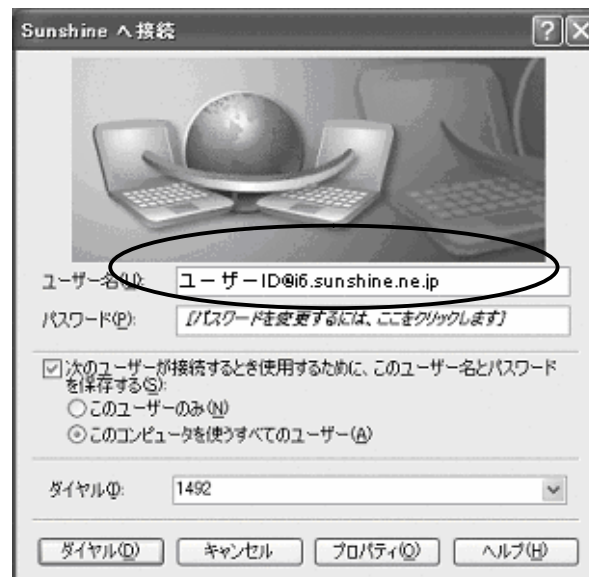 Sunshine へ接続
ユーザー名(U):
ユーザーID@i6.sunshine.ne.jp
パスワード(P):
[パスワードを変更するには、ここをクリックします]
次のユーザーが接続するとき使用するために、このユーザー名とパスワード
を保存する(S):
このユーザーのみ(N)
このコンピュータを使うすべてのユーザー(A)
ダイヤル(I):
1492
ダイヤル(D)
キャンセル
プロパティ(O)
ヘルプ(H)